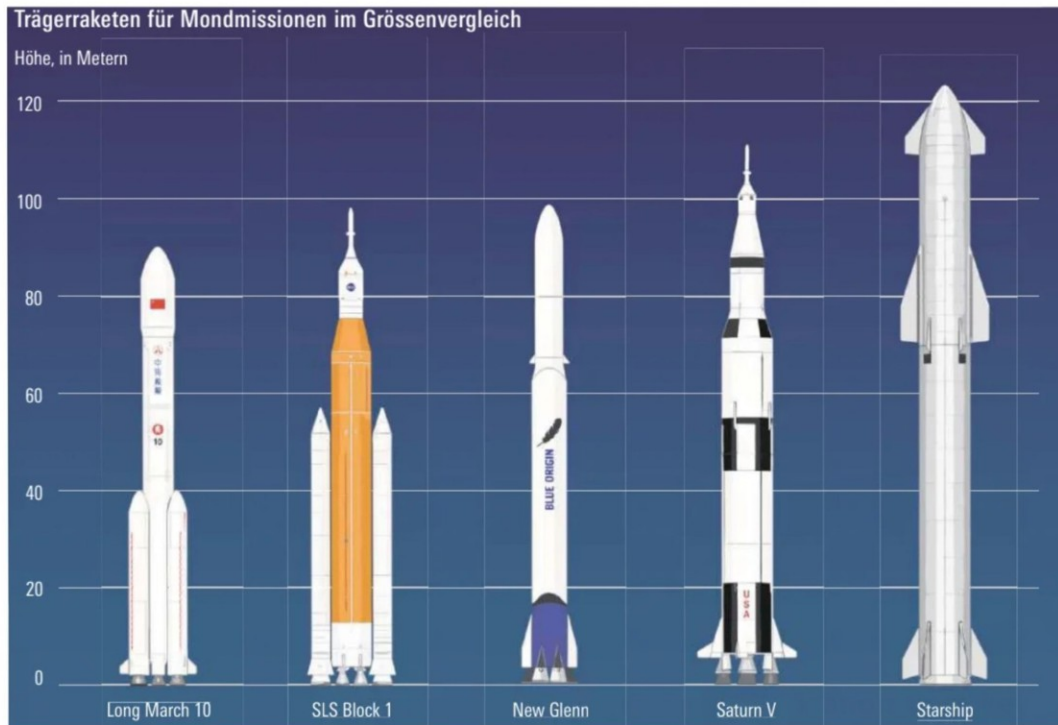 Trägerraketen für Mondmissionen im Grössenvergleich
Höhe, in Metern
120
100
80
60
40
20
0
10
BLUE ORIGIN
USA
Long March 10
SLS Block 1
New Glenn
Saturn V
Starship